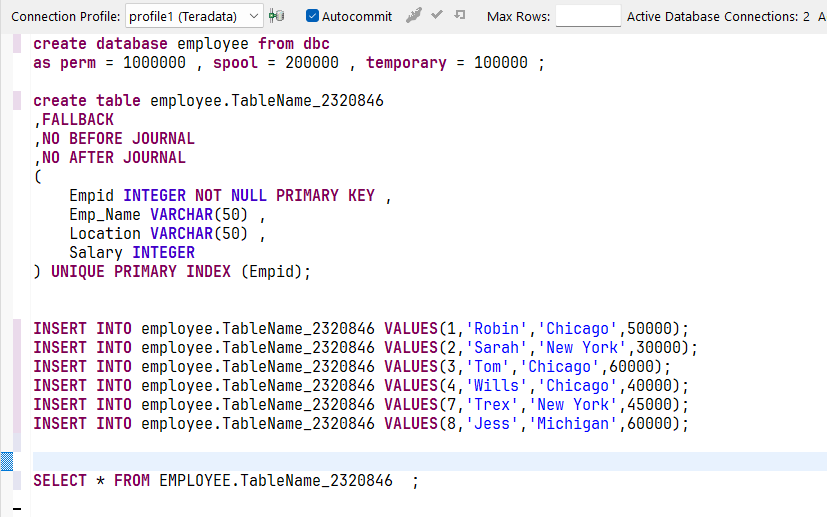 Connection Profile: profile1 (Teradata) Autocommit Max Rows: Active Database Connections: 2 A
create database employee from dbc
as perm = 1000000 , spool = 200000 , temporary = 100000 ;
create table employee.TableName_2320846
,FALLBACK
,NO BEFORE JOURNAL
,NO AFTER JOURNAL
(
Empid INTEGER NOT NULL PRIMARY KEY ,
Emp_Name VARCHAR(50) ,
Location VARCHAR(50) ,
Salary INTEGER
) UNIQUE PRIMARY INDEX (Empid);
INSERT INTO employee.TableName_2320846 VALUES(1,'Robin','Chicago',50000);
INSERT INTO employee.TableName_2320846 VALUES(2,'Sarah','New York',30000);
INSERT INTO employee.TableName_2320846 VALUES(3,'Tom','Chicago',60000);
INSERT INTO employee.TableName_2320846 VALUES(4,'Wills','Chicago',40000);
INSERT INTO employee.TableName_2320846 VALUES(7,'Trex','New York',45000);
INSERT INTO employee.TableName_2320846 VALUES(8,'Jess','Michigan',60000);
SELECT * FROM EMPLOYEE.TableName_2320846 ;